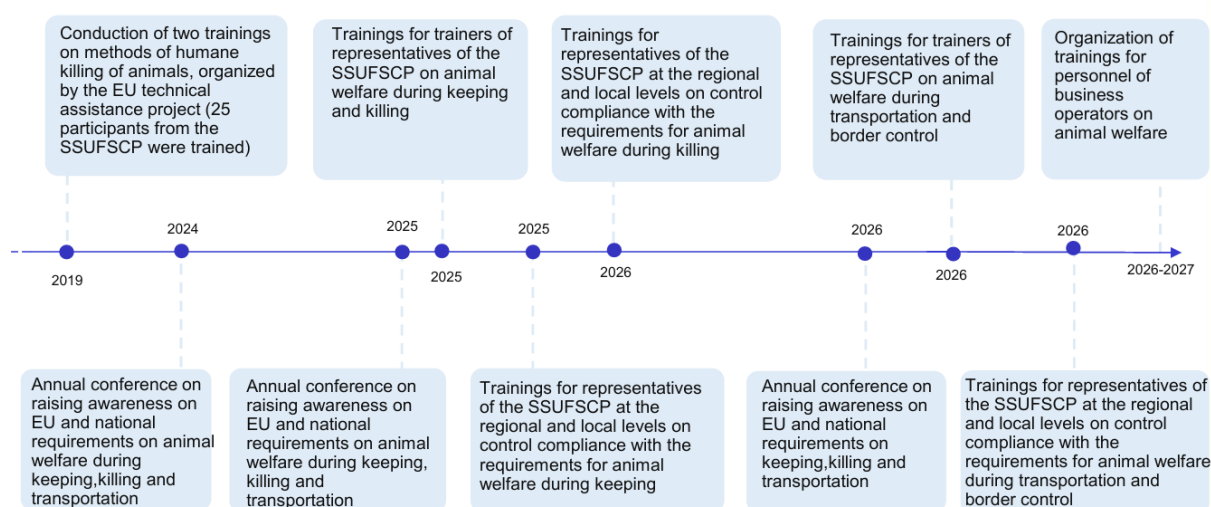 Conduction of two trainings
on methods of humane
killing of animals, organized
by the EU technical
assistance project (25
participants from the
SSUFSCP were trained)
Trainings for trainers of
representatives of the
SSUFSCP on animal
welfare during keeping
and killing
Trainings for
representatives of the
SSUFSCP at the regional
and local levels on control
compliance with the
requirements for animal
welfare during killing
Trainings for trainers of
representatives of the
SSUFSCP on animal
welfare during
transportation and
border control
Organization of
trainings for
personnel of
business
operators on
animal welfare
2019
2024
2025
2025
2025
2026
2026
2026
2026
2026-2027
Annual conference on
raising awareness on
EU and national
requirements on animal
welfare during
keeping,killing and
transportation
Annual conference on
raising awareness on
EU and national
requirements on animal
welfare during keeping,
killing and
transportation
Trainings for representatives
of the SSUFSCP at the
regional and local levels on
control compliance with the
requirements for animal
welfare during keeping
Annual conference on
raising awareness on
EU and national
requirements on
keeping,killing and
transportation
Trainings for representatives of
the SSUFSCP at the regional
and local levels on control
compliance with the
requirements for animal welfare
during transportation and
border control